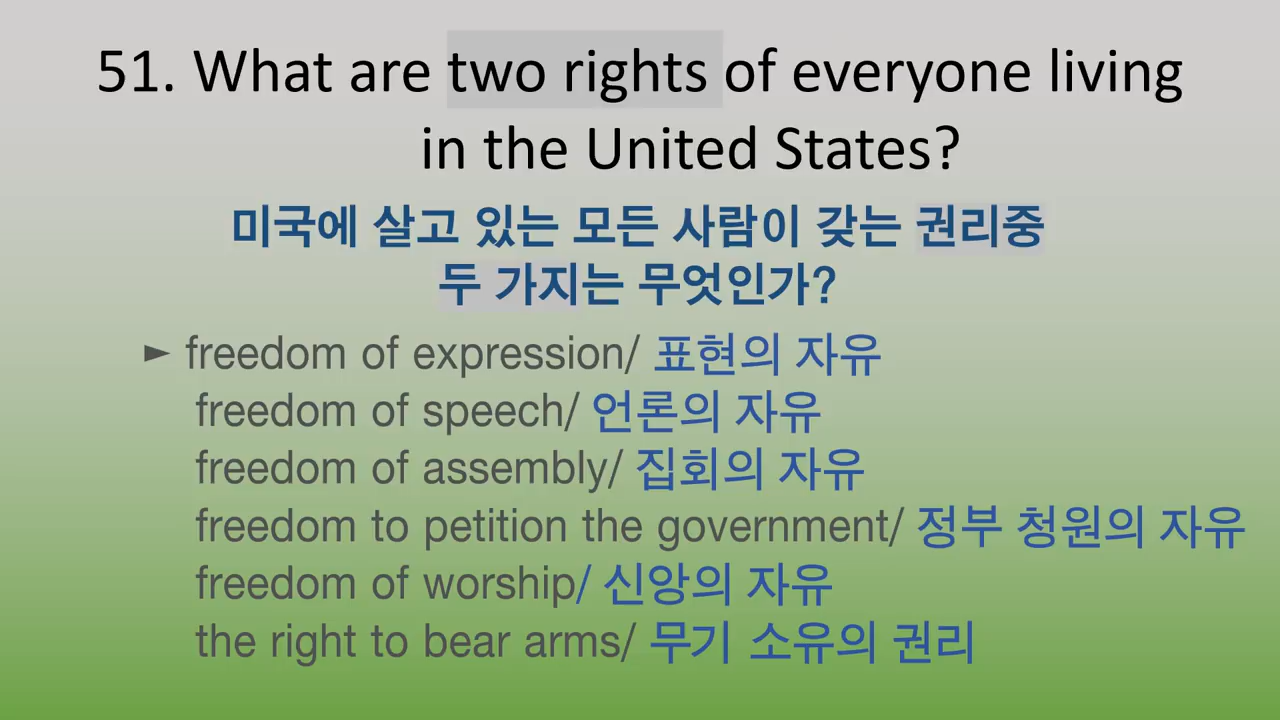 51. What are two rights of everyone living
in the United States?
미국에 살고 있는 모든 사람이 갖는 권리중
두 가지는 무엇인가?
► freedom of expression/ 표현의 자유
freedom of speech/ 언론의 자유
freedom of assembly/ 집회의 자유
freedom to petition the government/ 정부 청원의 자유
freedom of worship/ 신앙의 자유
the right to bear arms/ 무기 소유의 권리